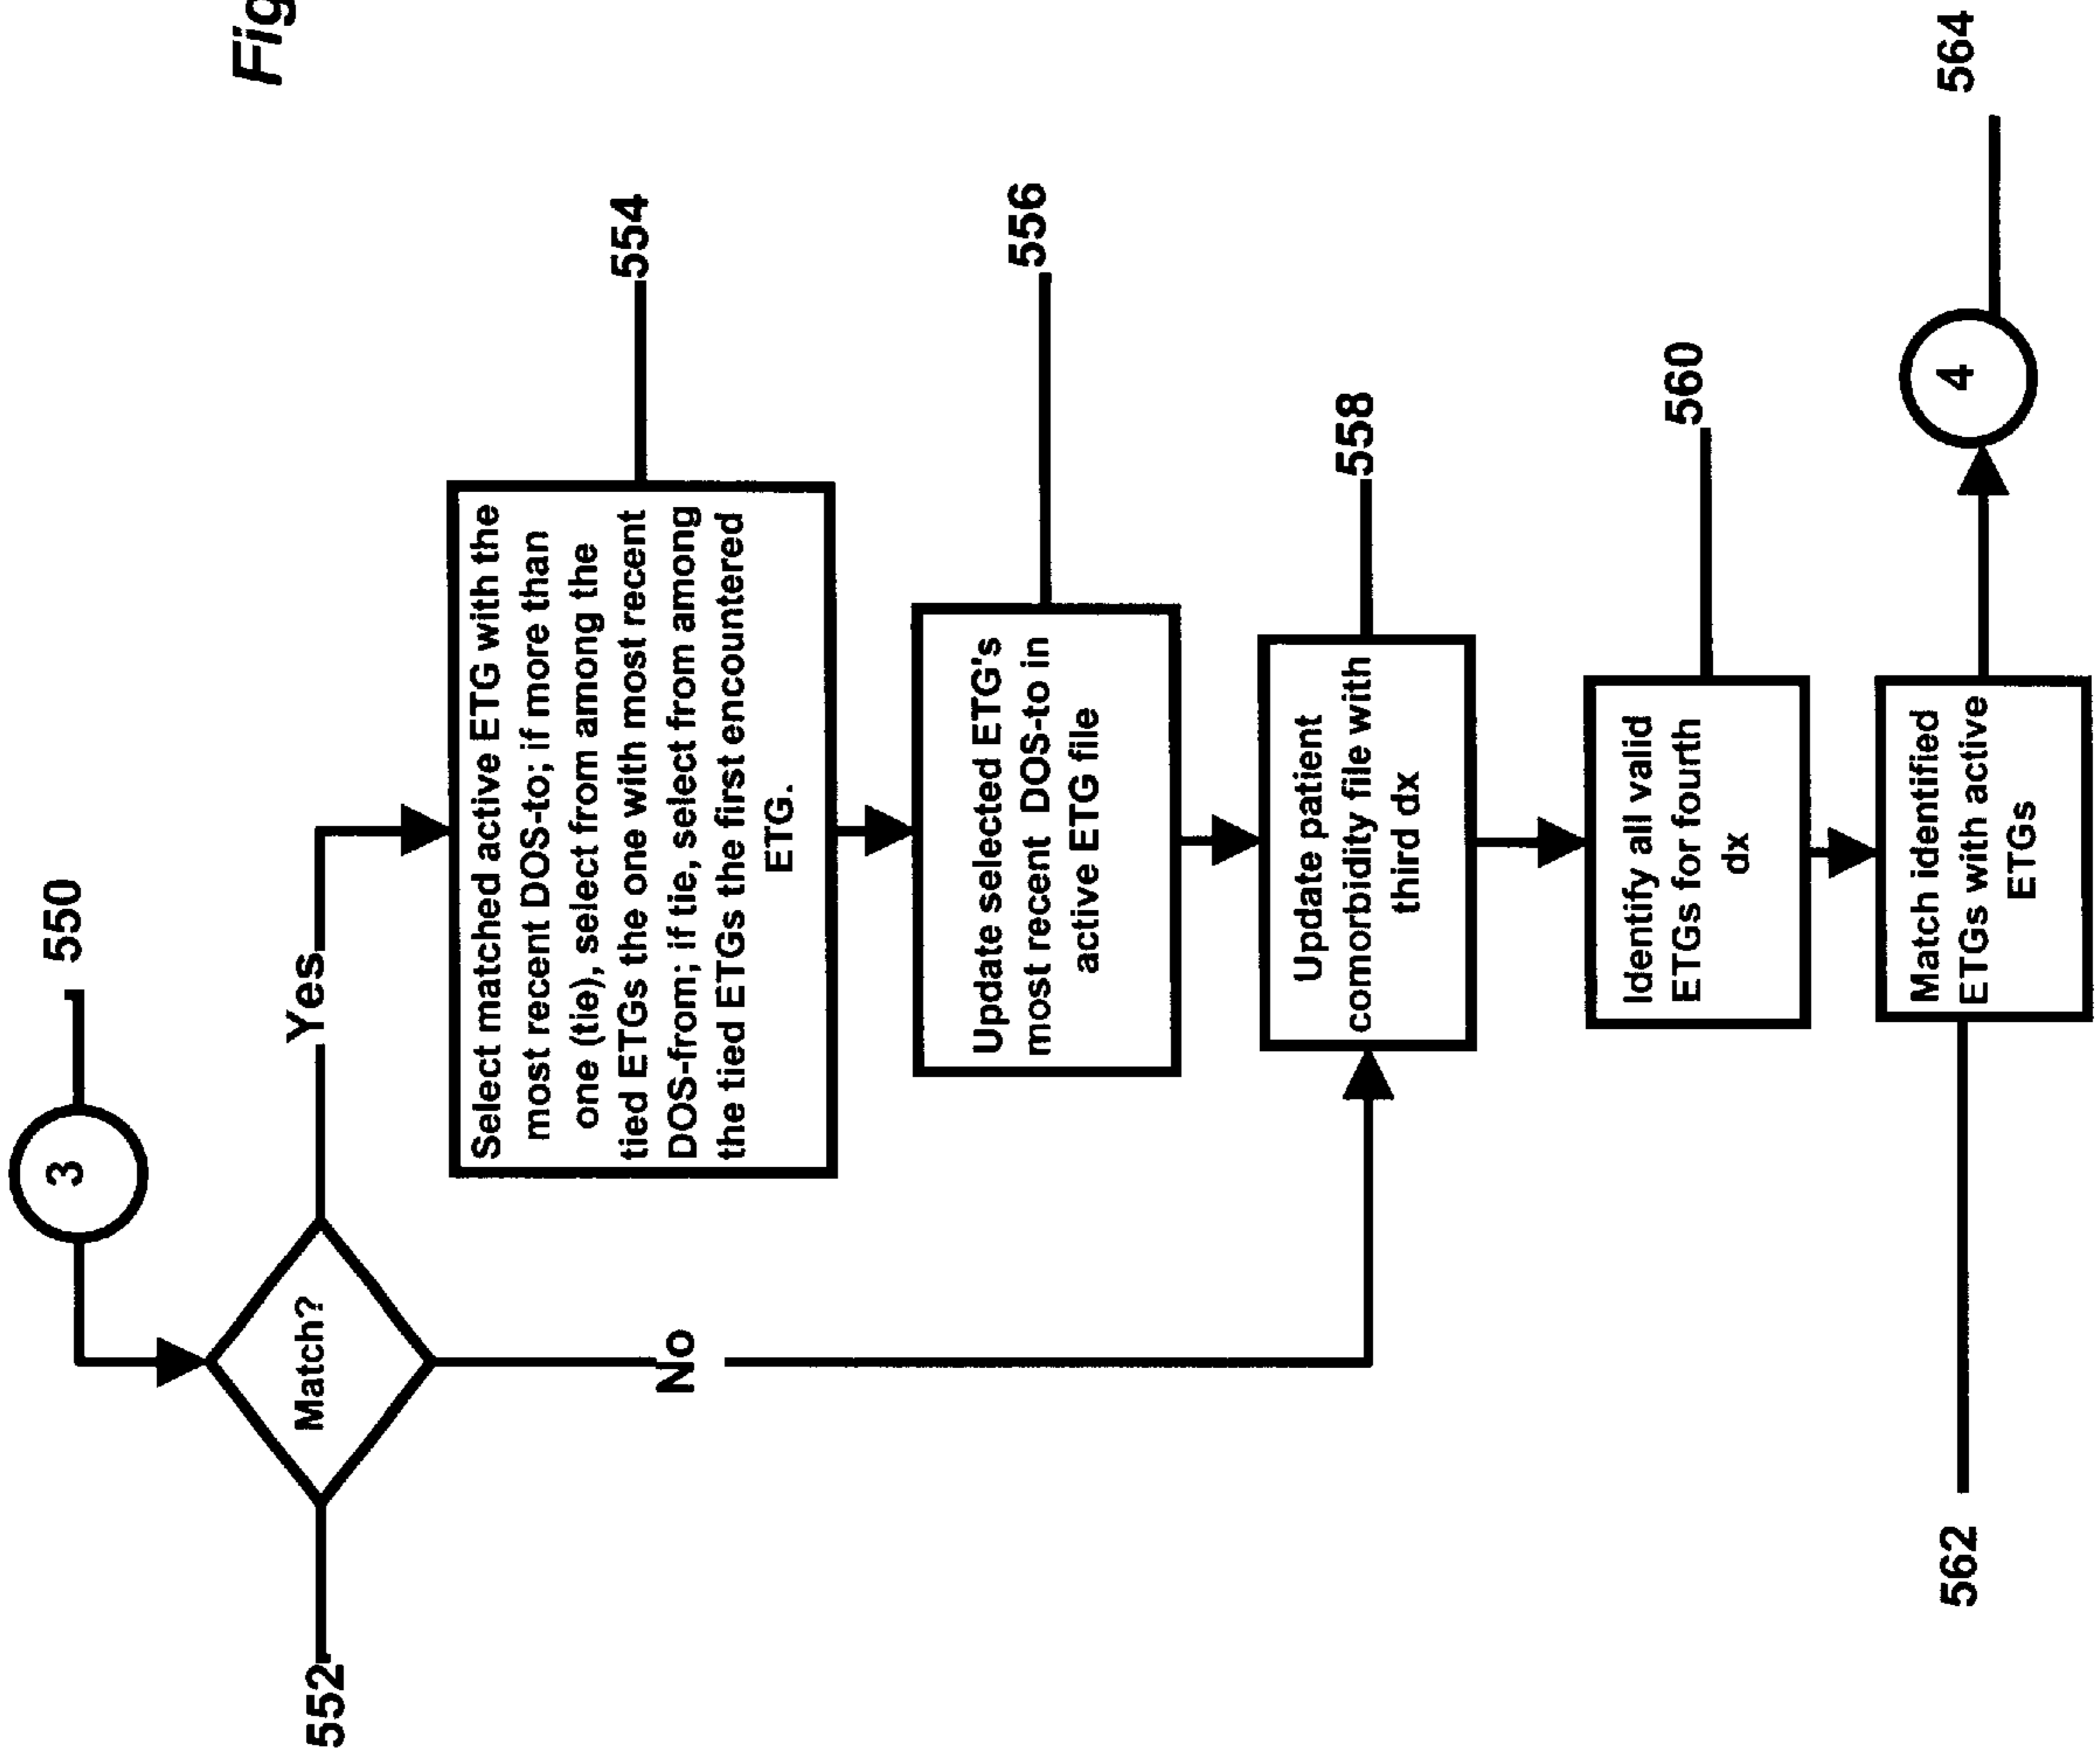 Fig
3
550
Match?
552
Yes
No
Select matched active ETG with the
most recent DOS-to; if more than
one (tie), select from among the
tied ETGs the one with most recent
DOS-from; if tie, select from among
the tied ETGs the first encountered
ETG.
554
Update selected ETG's
most recent DOS-to in
active ETG file
556
Update patient
comorbidity file with
third dx
558
Identify all valid
ETGs for fourth
dx
560
Match identified
ETGs with active
ETGs
562
4
564